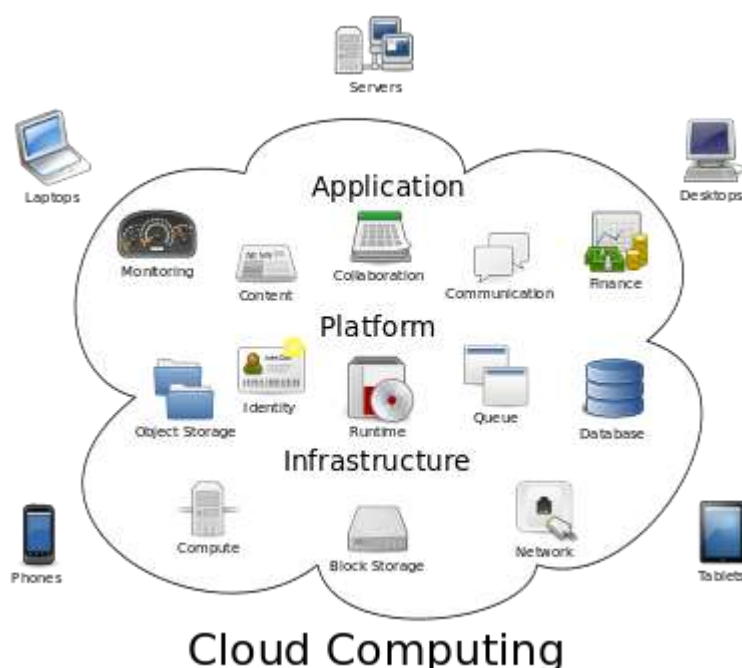 Servers
Laptops
Desktops
Application
Monitoring
Content
Collaboration
Communication
Finance
Platform
Object Storage
Identity
Runtime
Queue
Database
Infrastructure
Compute
Block Storage
Network
Phones
Tablets
Cloud Computing